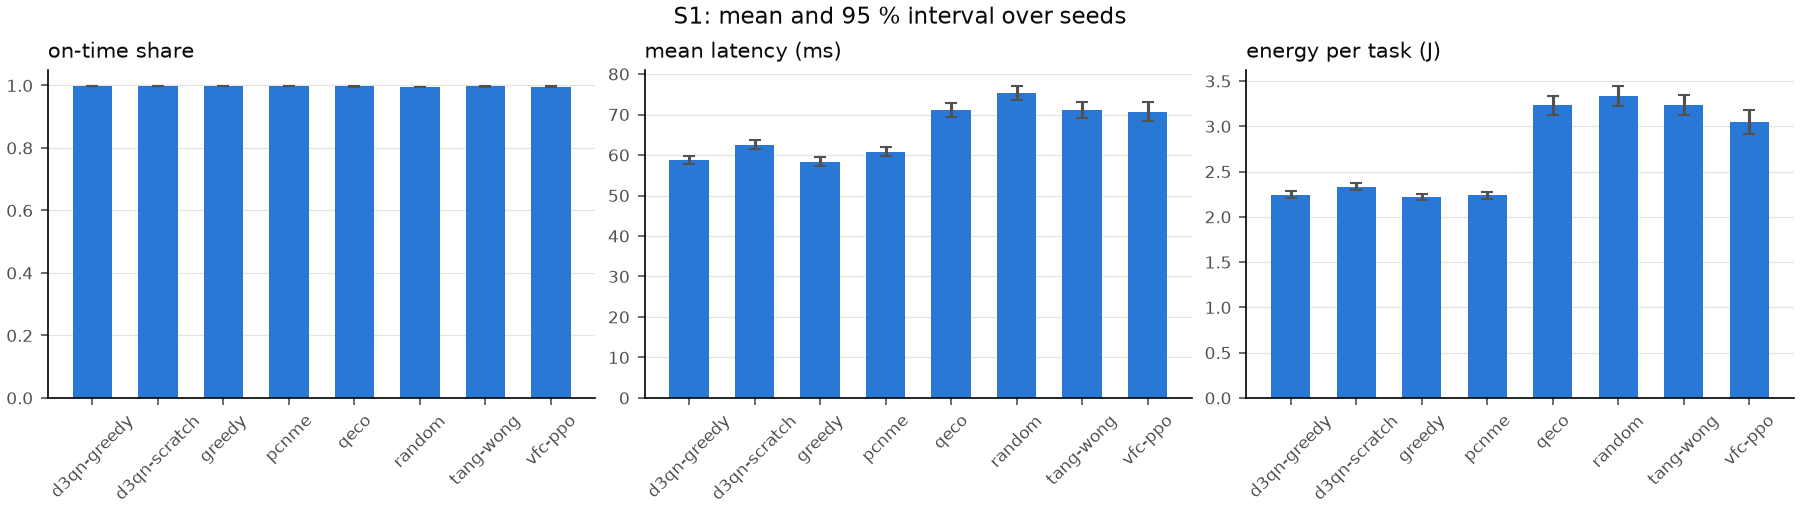 S1: mean and 95 % interval over seeds
on-time share
1.0
0.8
0.6
0.4
0.2
0.0
d3qn-greedy
d3qn-scratch
greedy
pcnme
qeco
random
tang-wong
vfc-ppo
mean latency (ms)
80
70
60
50
40
30
20
10
0
d3qn-greedy
d3qn-scratch
greedy
pcnme
qeco
random
tang-wong
vfc-ppo
energy per task (J)
3.5
3.0
2.5
2.0
1.5
1.0
0.5
0.0
d3qn-greedy
d3qn-scratch
greedy
pcnme
qeco
random
tang-wong
vfc-ppo